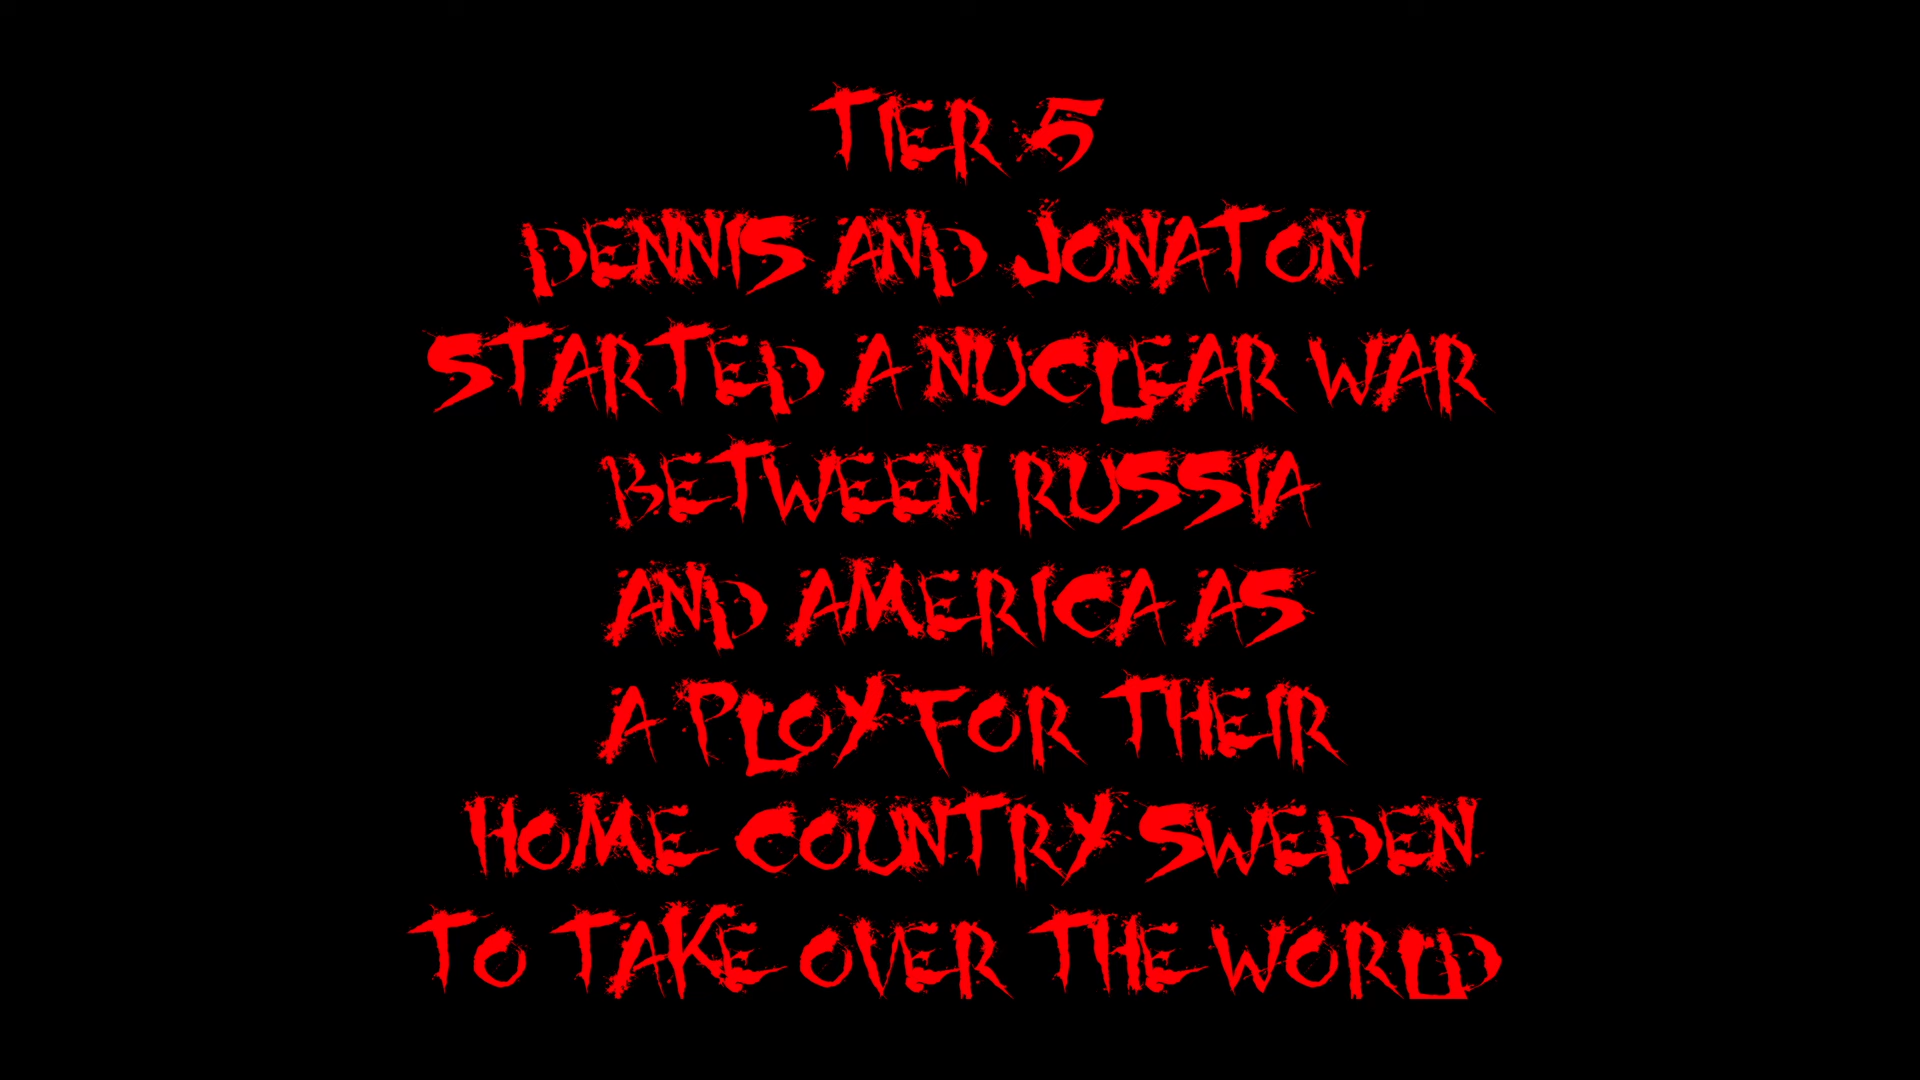 TIER 5
DENNIS AND JONATON
STARTED A NUCLEAR WAR
BETWEEN RUSSIA
AND AMERICA AS
A PLOY FOR THEIR
HOME COUNTRY SWEDEN
TO TAKE OVER THE WORLD